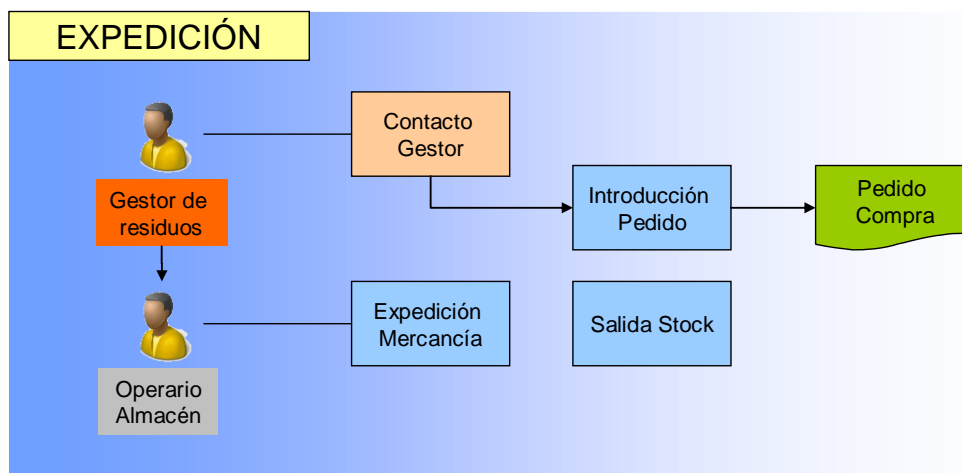 EXPEDICIÓN
Contacto
Gestor
Gestor de
residuos
Introducción
Pedido
Pedido
Compra
Expedición
Mercancía
Salida Stock
Operario
Almacén